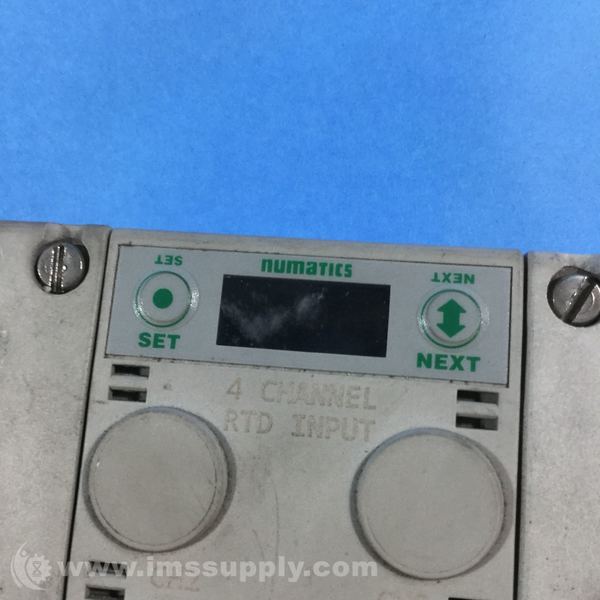 SET
numatics
NEXT
SET
NEXT
4 CHANNEL
RTD INPUT
www.imssupply.com